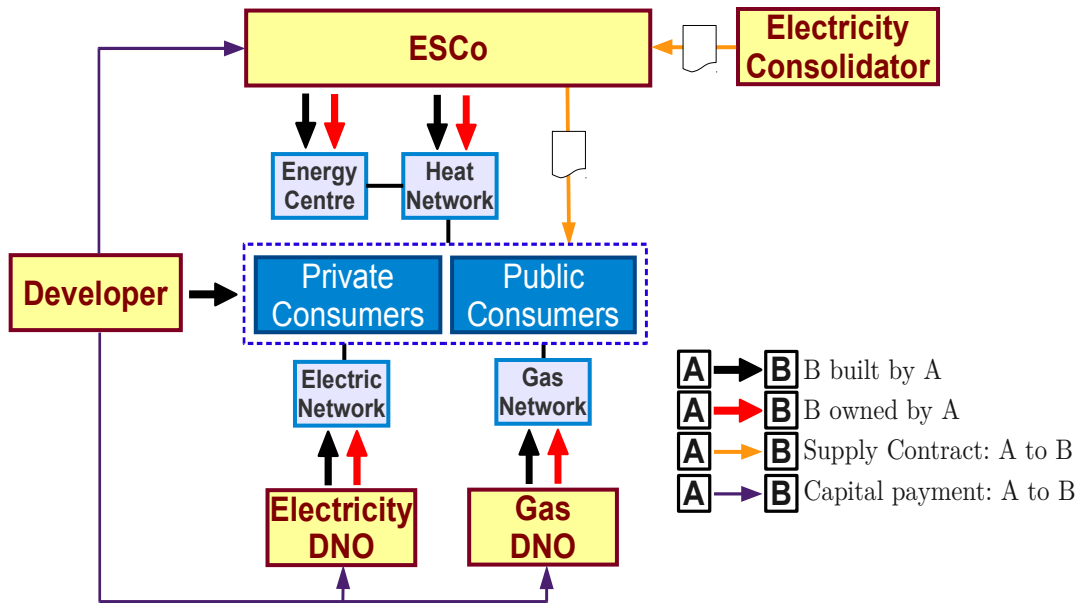 ESCo
Electricity
Consolidator
Energy
Centre
Heat
Network
Developer
Private
Consumers
Public
Consumers
Electric
Network
Gas
Network
Electricity
DNO
Gas
DNO
A B B built by A
A B B owned by A
A B Supply Contract: A to B
A B Capital payment: A to B